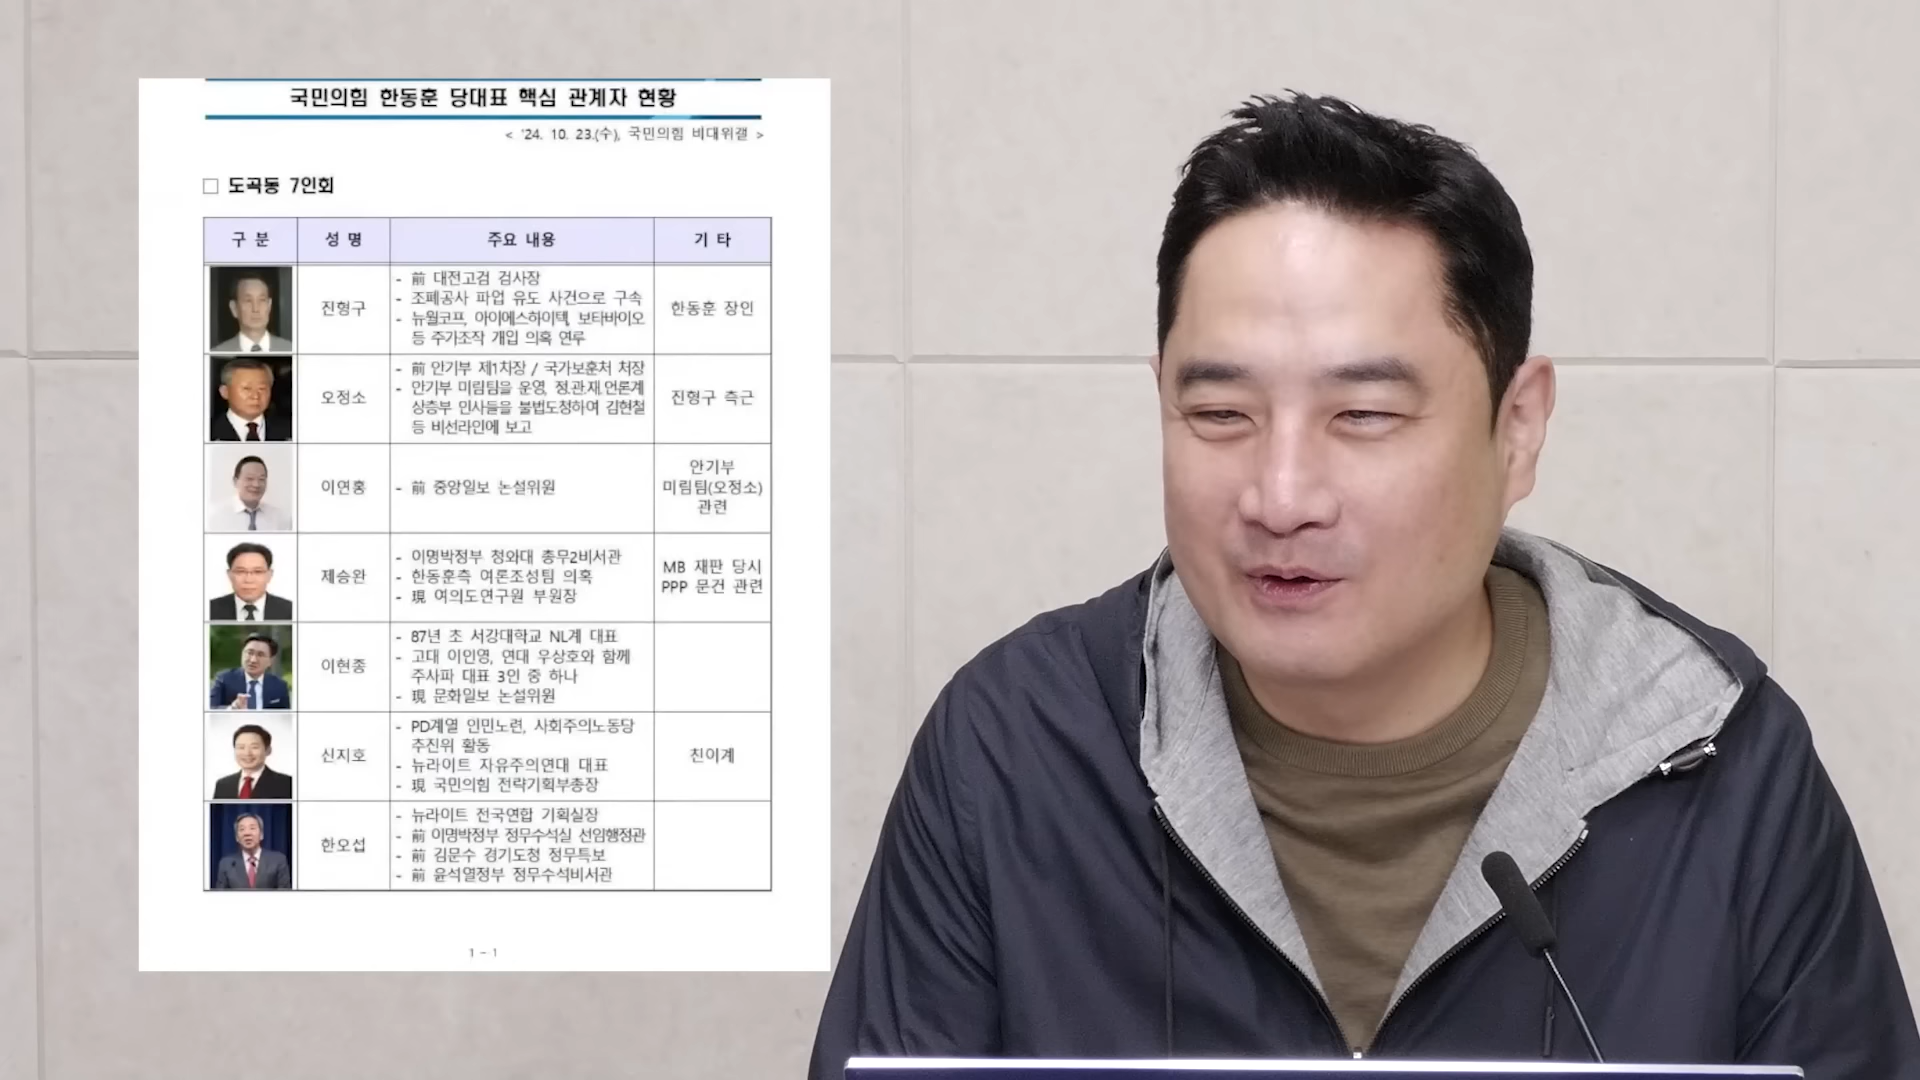 국민의힘 한동훈 당대표 핵심 관계자 현황
< '24. 10. 23.(수), 국민의힘 비대위갤 >
□ 도곡동 7인회
구 분 성 명 주요 내용 기 타
진형구
- 前 대전고검 검사장
- 조폐공사 파업 유도 사건으로 구속
- 뉴월코프, 아이에스하이텍, 보타바이오
등 주가조작 개입 의혹 연루
한동훈 장인
오정소
- 前 안기부 제1차장 / 국가보훈처 처장
- 안기부 미림팀을 운영, 정.관.재.언론계
상층부 인사들을 불법도청하여 김현철
등 비선라인에 보고
진형구 측근
이연홍
- 前 중앙일보 논설위원
안기부
미림팀(오정소)
관련
제승완
- 이명박정부 청와대 총무2비서관
- 한동훈측 여론조성팀 의혹
- 現 여의도연구원 부원장
MB 재판 당시
PPP 문건 관련
이현종
- 87년 초 서강대학교 NL계 대표
- 고대 이인영, 연대 우상호와 함께
주사파 대표 3인 중 하나
- 現 문화일보 논설위원
신지호
- PD계열 인민노련, 사회주의노동당
추진위 활동
- 뉴라이트 자유주의연대 대표
- 現 국민의힘 전략기획부총장
친이계
한오섭
- 뉴라이트 전국연합 기획실장
- 前 이명박정부 정무수석실 선임행정관
- 前 김문수 경기도청 정무특보
- 前 윤석열정부 정무수석비서관
1 - 1